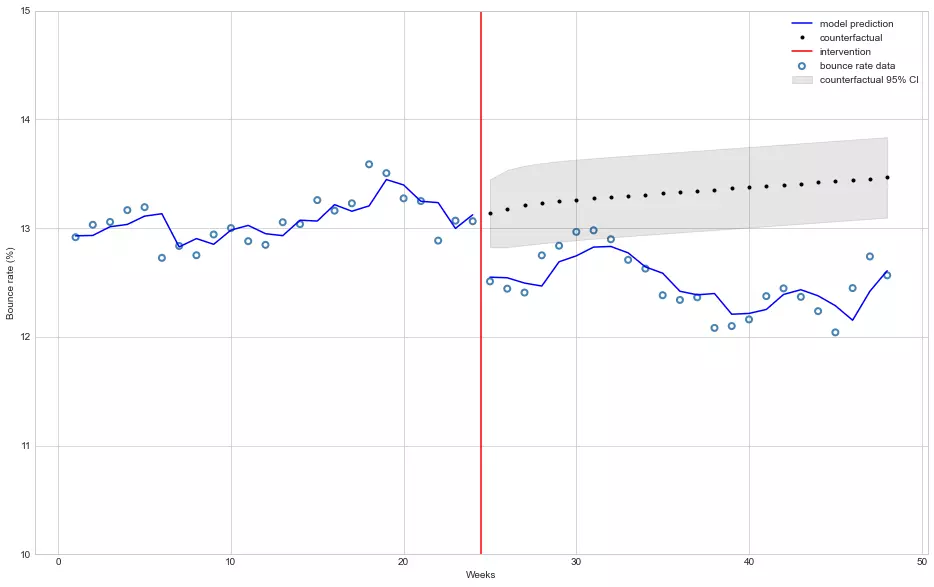 15
14
13
12
11
10
0
10
20
30
40
50
Bounce rate (%)
Weeks
model prediction
counterfactual
intervention
bounce rate data
counterfactual 95% CI